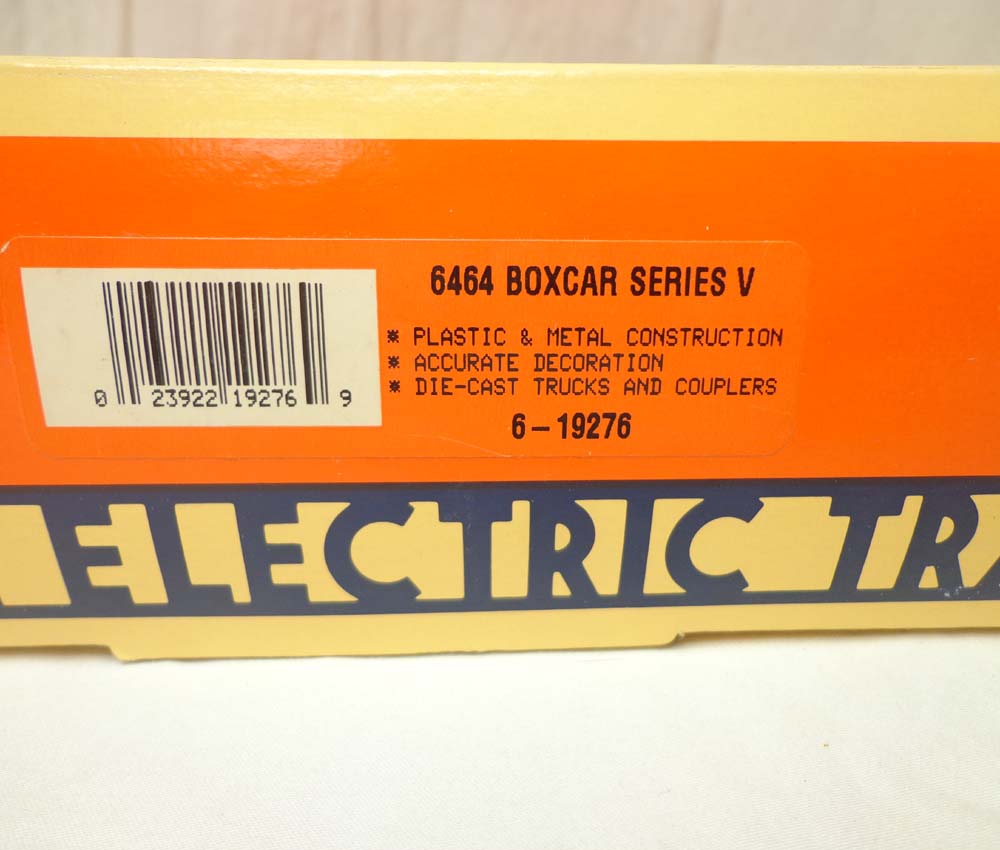 6464 BOXCAR SERIES V
※ PLASTIC & METAL CONSTRUCTION
※ ACCURATE DECORATION
※ DIE-CAST TRUCKS AND COUPLERS
6-19276
0 23922 19276 9
ELECTRIC TRA